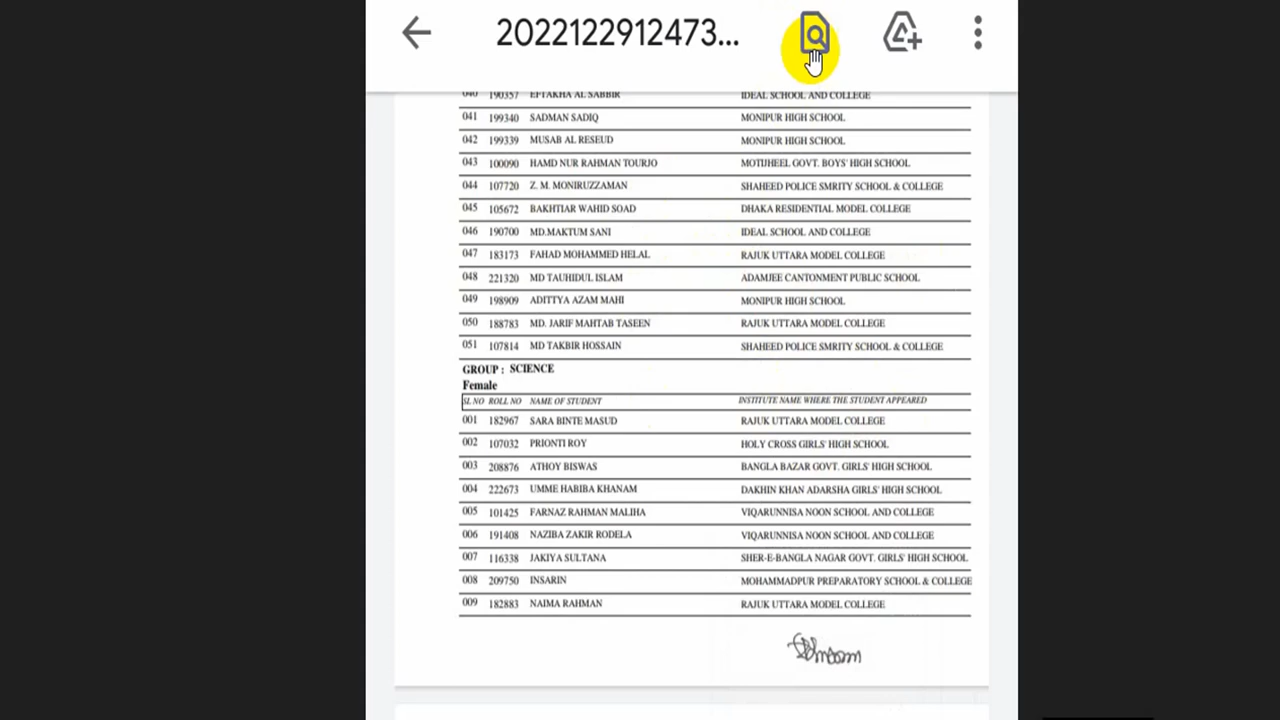 2022122912473...
040 190357 EFTAKHA AL SABBIR IDEAL SCHOOL AND COLLEGE
041 199340 SADMAN SADIQ MONIPUR HIGH SCHOOL
042 199339 MUSAB AL RESEUD MONIPUR HIGH SCHOOL
043 100090 HAMD NUR RAHMAN TOURJO MOTIJHEEL GOVT. BOYS' HIGH SCHOOL
044 107720 Z. M. MONIRUZZAMAN SHAHEED POLICE SMRITY SCHOOL & COLLEGE
045 105672 BAKHTIAR WAHID SOAD DHAKA RESIDENTIAL MODEL COLLEGE
046 190700 MD.MAKTUM SANI IDEAL SCHOOL AND COLLEGE
047 183173 FAHAD MOHAMMED HELAL RAJUK UTTARA MODEL COLLEGE
048 221320 MD TAUHIDUL ISLAM ADAMJEE CANTONMENT PUBLIC SCHOOL
049 198909 ADITTYA AZAM MAHI MONIPUR HIGH SCHOOL
050 188783 MD. JARIF MAHTAB TASEEN RAJUK UTTARA MODEL COLLEGE
051 107814 MD TAKBIR HOSSAIN SHAHEED POLICE SMRITY SCHOOL & COLLEGE
GROUP : SCIENCE
Female
SL NO ROLL NO NAME OF STUDENT INSTITUTE NAME WHERE THE STUDENT APPEARED
001 182967 SARA BINTE MASUD RAJUK UTTARA MODEL COLLEGE
002 107032 PRIONTI ROY HOLY CROSS GIRLS' HIGH SCHOOL
003 208876 ATHOY BISWAS BANGLA BAZAR GOVT. GIRLS' HIGH SCHOOL
004 222673 UMME HABIBA KHANAM DAKHIN KHAN ADARSHA GIRLS' HIGH SCHOOL
005 101425 FARNAZ RAHMAN MALIHA VIQARUNNISA NOON SCHOOL AND COLLEGE
006 191408 NAZIBA ZAKIR RODELA VIQARUNNISA NOON SCHOOL AND COLLEGE
007 116338 JAKIYA SULTANA SHER-E-BANGLA NAGAR GOVT. GIRLS' HIGH SCHOOL
008 209750 INSARIN MOHAMMADPUR PREPARATORY SCHOOL & COLLEGE
009 182883 NAIMA RAHMAN RAJUK UTTARA MODEL COLLEGE